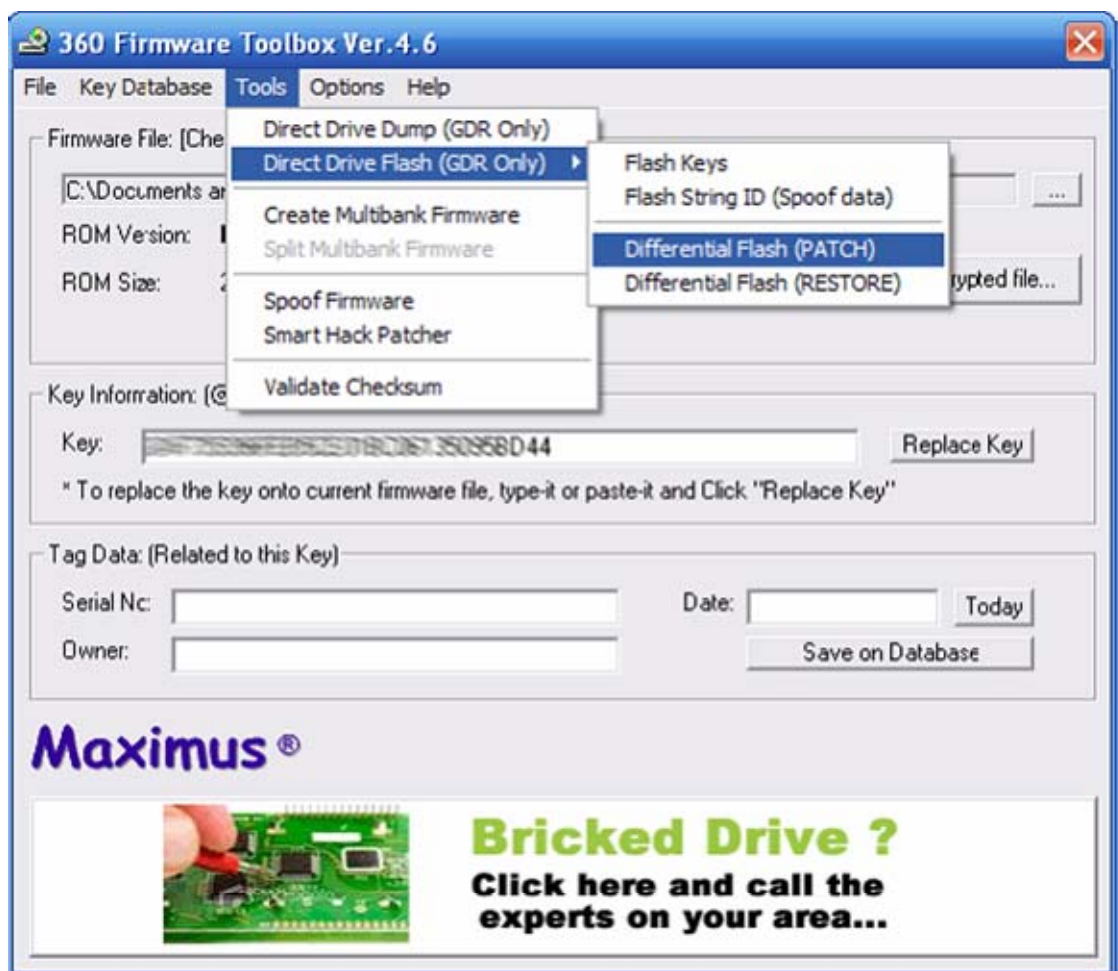 360 Firmware Toolbox Ver.4.6
File Key Database Tools Options Help
Direct Drive Dump (GDR Only)
Direct Drive Flash (GDR Only)
Create Multibank Firmware
Split Multibank Firmware
Spoof Firmware
Smart Hack Patcher
Validate Checksum
Flash Keys
Flash String ID (Spoof data)
Differential Flash (PATCH)
Differential Flash (RESTORE)
Firmware File: [Che
C:\Documents ar
...
ROM Version:
ROM Size: 2
rypted file...
Key Information: (@
Key: 35095BD44
Replace Key
* To replace the key onto current firmware file, type-it or paste-it and Click "Replace Key"
Tag Data: (Related to this Key)
Serial No: Date: Today
Owner: Save on Database
Maximus ®
Bricked Drive ?
Click here and call the
experts on your area...